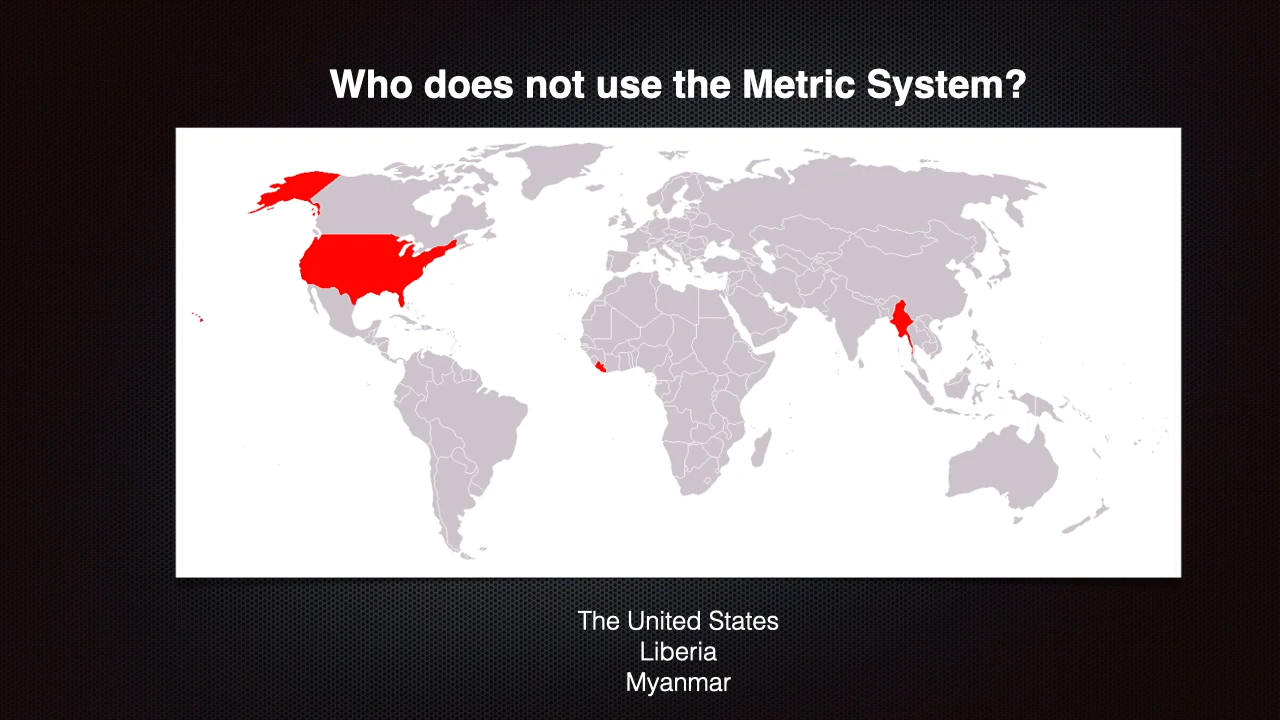 Who does not use the Metric System?
The United States
Liberia
Myanmar